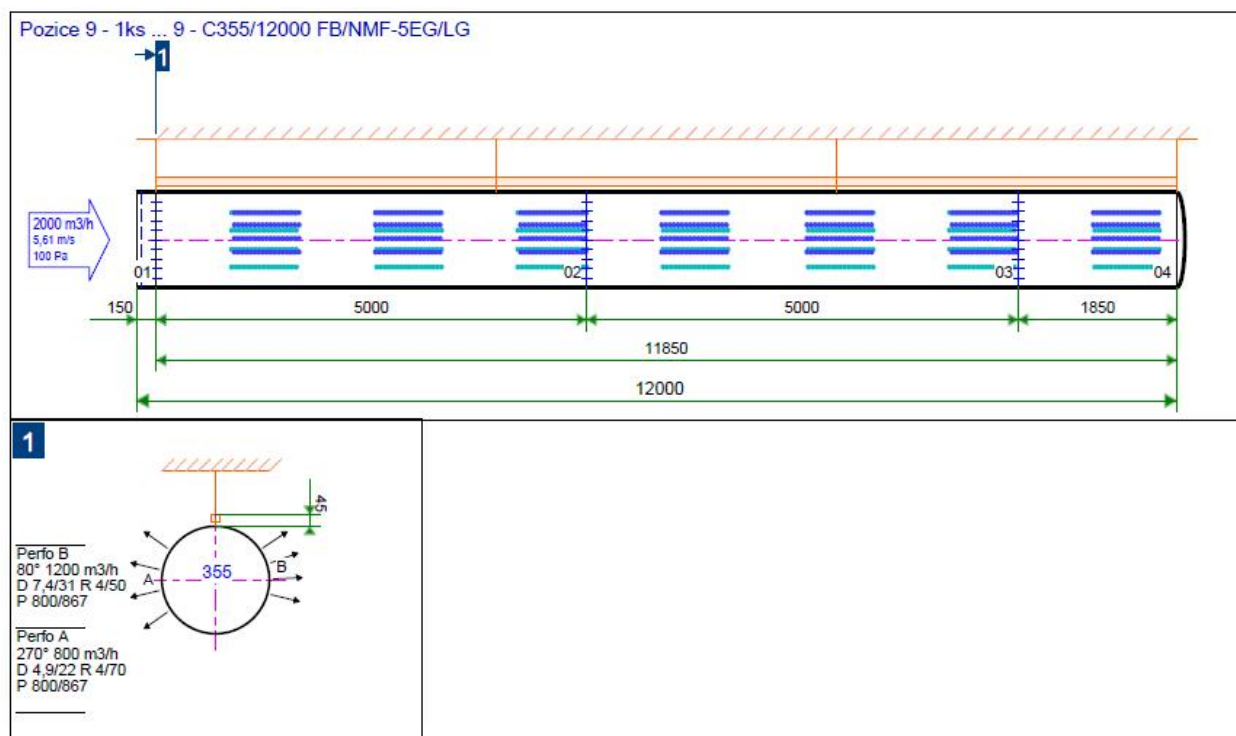 Pozice 9 - 1ks ... 9 - C355/12000 FB/NMF-5EG/LG
1
2000 m3/h
5,61 m/s
100 Pa
01
02
03
04
150
5000
5000
1850
11850
12000
1
45
355
A
B
Perfo B
80° 1200 m3/h
D 7,4/31 R 4/50
P 800/867
Perfo A
270° 800 m3/h
D 4,9/22 R 4/70
P 800/867